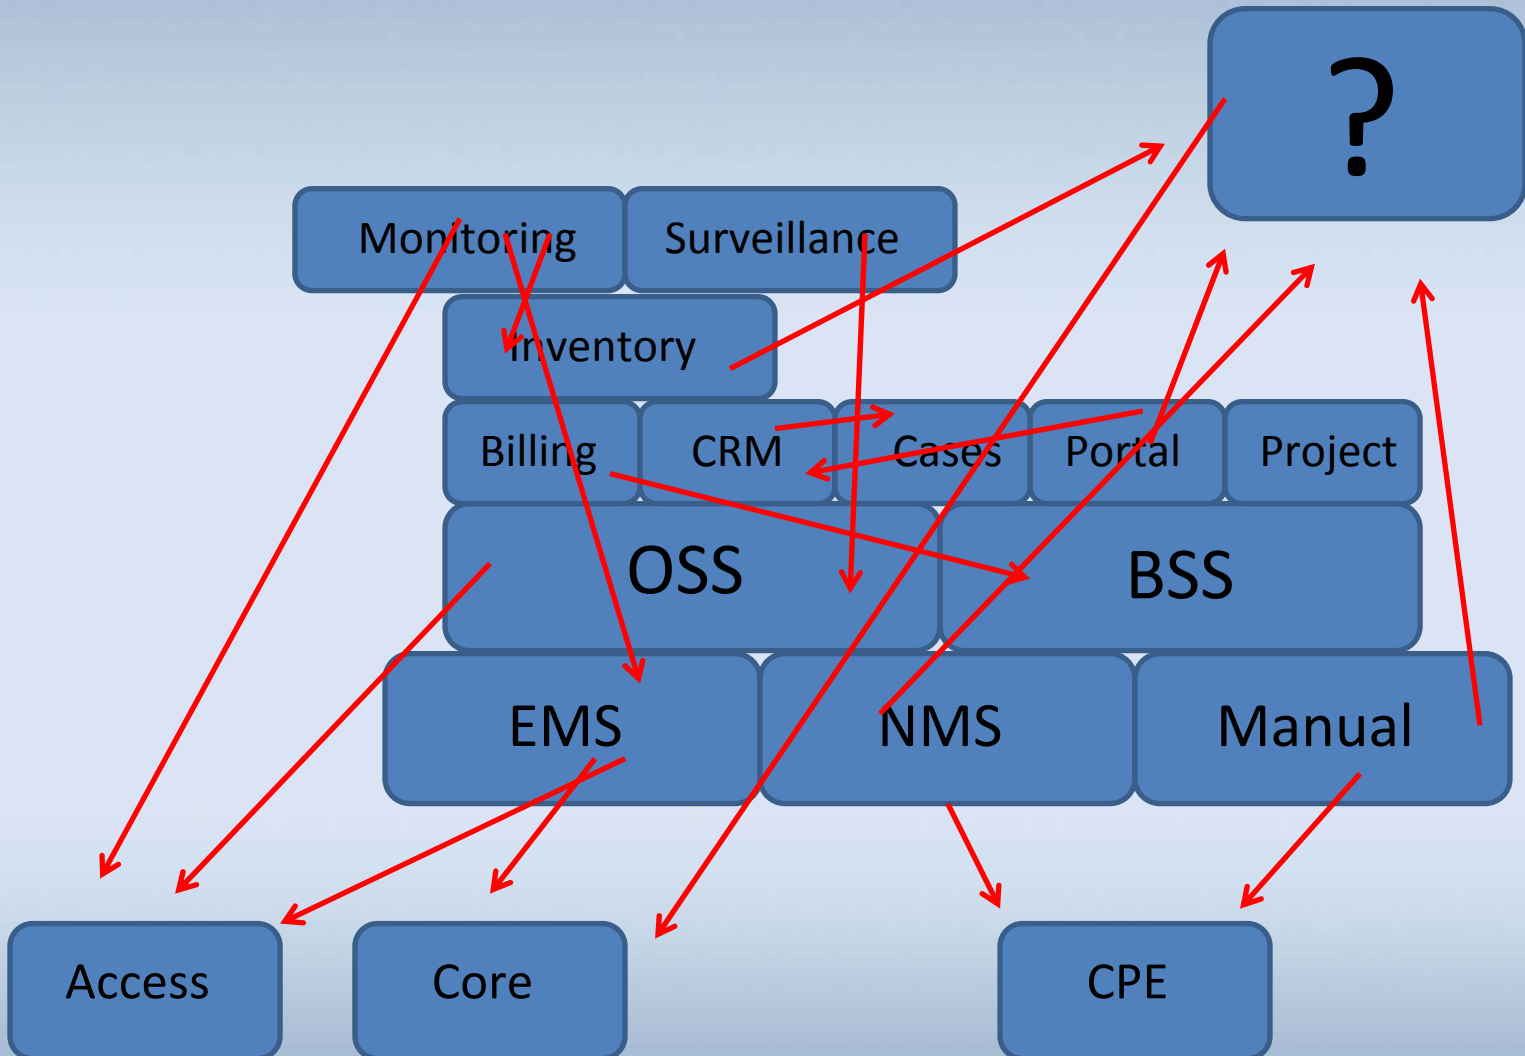 ?
Monitoring
Surveillance
Inventory
Billing
CRM
Cases
Portal
Project
OSS
BSS
EMS
NMS
Manual
Access
Core
CPE